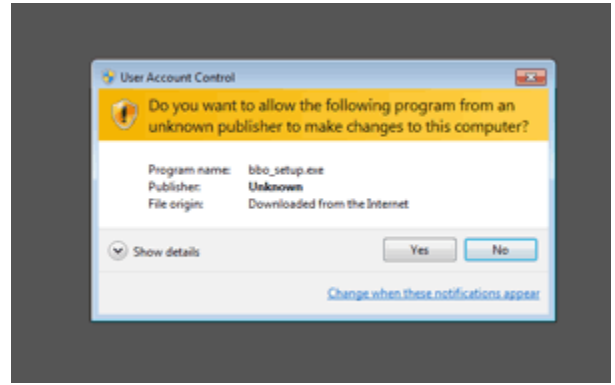 User Account Control
Do you want to allow the following program from an
unknown publisher to make changes to this computer?
Program name: bbo_setup.exe
Publisher: Unknown
File origin: Downloaded from the Internet
Show details
Yes
No
Change when these notifications appear